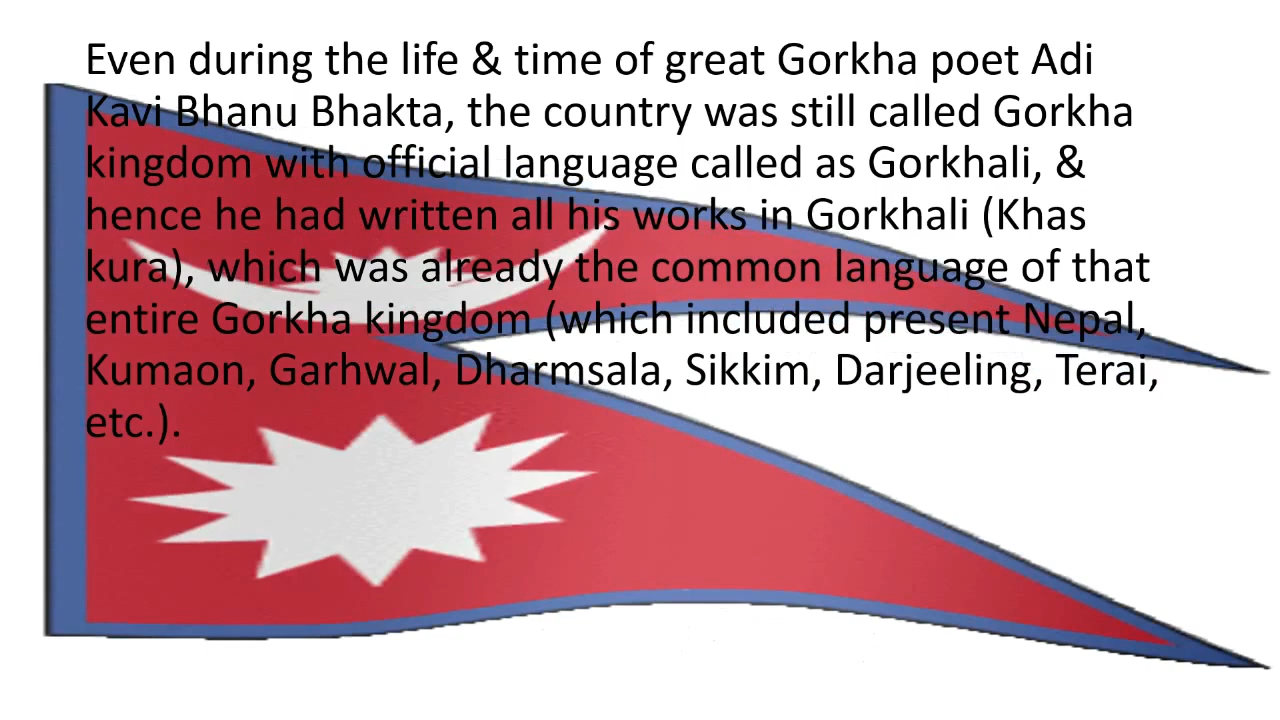 Even during the life & time of great Gorkha poet Adi
Kavi Bhanu Bhakta, the country was still called Gorkha
kingdom with official language called as Gorkhali, &
hence he had written all his works in Gorkhali (Khas
kura), which was already the common language of that
entire Gorkha kingdom (which included present Nepal,
Kumaon, Garhwal, Dharmsala, Sikkim, Darjeeling, Terai,
etc.).